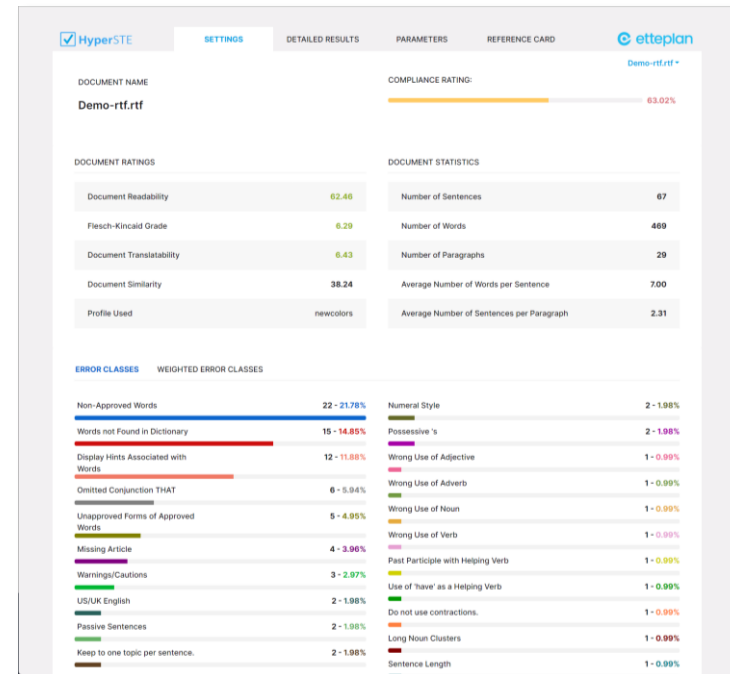 HyperSTE
SETTINGS
DETAILED RESULTS
PARAMETERS
REFERENCE CARD
etteplan
Demo-rtf.rtf
DOCUMENT NAME
Demo-rtf.rtf
COMPLIANCE RATING:
63.02%
DOCUMENT RATINGS
Document Readability 62.46
Flesch-Kincaid Grade 6.29
Document Translatability 6.43
Document Similarity 38.24
Profile Used newcolors
DOCUMENT STATISTICS
Number of Sentences 67
Number of Words 469
Number of Paragraphs 29
Average Number of Words per Sentence 7.00
Average Number of Sentences per Paragraph 2.31
ERROR CLASSES
WEIGHTED ERROR CLASSES
Non-Approved Words 22 - 21.78%
Words not Found in Dictionary 15 - 14.85%
Display Hints Associated with 12 - 11.88%
Words
Omitted Conjunction THAT 6 - 5.94%
Unapproved Forms of Approved 5 - 4.95%
Words
Missing Article 4 - 3.96%
Warnings/Cautions 3 - 2.97%
US/UK English 2 - 1.98%
Passive Sentences 2 - 1.98%
Keep to one topic per sentence. 2 - 1.98%
Numeral Style 2 - 1.98%
Possessive 's 2 - 1.98%
Wrong Use of Adjective 1 - 0.99%
Wrong Use of Adverb 1 - 0.99%
Wrong Use of Noun 1 - 0.99%
Wrong Use of Verb 1 - 0.99%
Past Participle with Helping Verb 1 - 0.99%
Use of 'have' as a Helping Verb 1 - 0.99%
Do not use contractions. 1 - 0.99%
Long Noun Clusters 1 - 0.99%
Sentence Length 1 - 0.99%